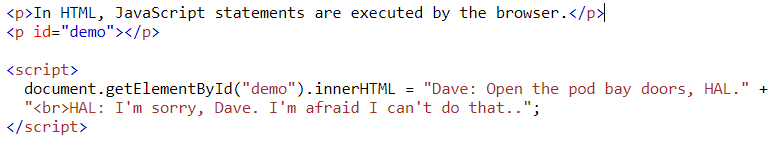 <p>In HTML, JavaScript statements are executed by the browser.</p>
<p id="demo"></p>
<script>
document.getElementById("demo").innerHTML = "Dave: Open the pod bay doors, HAL." +
"<br>HAL: I'm sorry, Dave. I'm afraid I can't do that..";
</script>